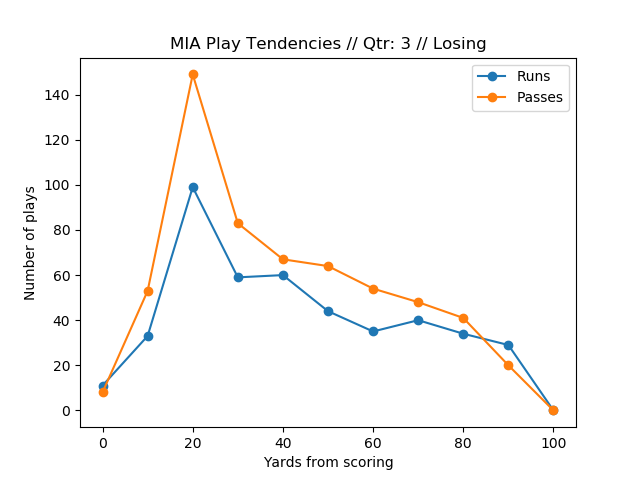 MIA Play Tendencies // Qtr: 3 // Losing
Runs
Passes
Number of plays
140
120
100
80
60
40
20
0
0 20 40 60 80 100
Yards from scoring